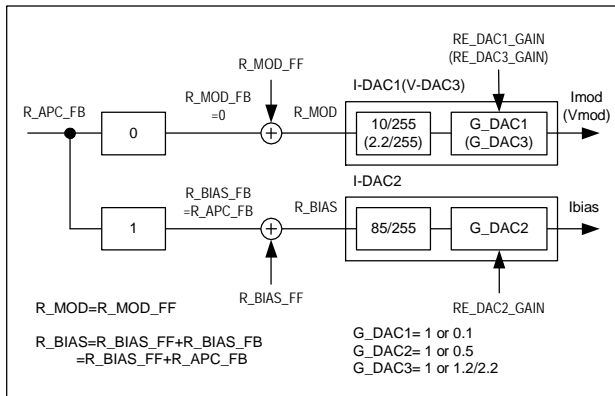 RE_DAC1_GAIN
(RE_DAC3_GAIN)
R_MOD_FF
I-DAC1(V-DAC3)
Imod
(Vmod)
R_APC_FB
R_MOD_FB
=0
R_MOD
0
10/255
(2.2/255)
G_DAC1
(G_DAC3)
I-DAC2
R_BIAS_FB
=R_APC_FB
R_BIAS
Ibias
1
85/255
G_DAC2
R_BIAS_FF
RE_DAC2_GAIN
R_MOD=R_MOD_FF
R_BIAS=R_BIAS_FF+R_BIAS_FB
=R_BIAS_FF+R_APC_FB
G_DAC1= 1 or 0.1
G_DAC2= 1 or 0.5
G_DAC3= 1 or 1.2/2.2